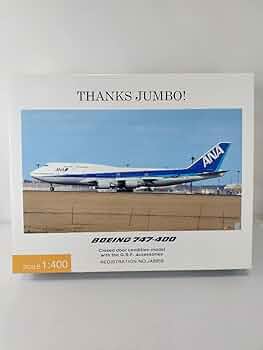 THANKS JUMBO!
ANA
ANA
BOEING 747-400
Closed door condition model
with the G.S.E. accessories
REGISTRATION NO.JA8958
SCALE 1:400